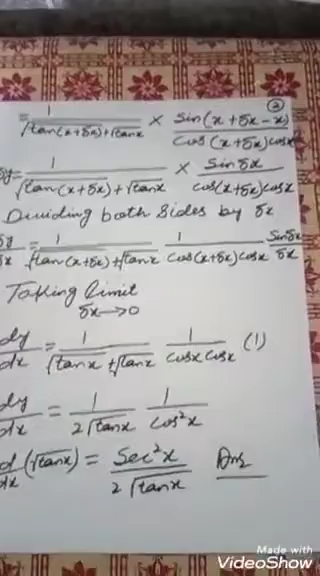 ②
= 1/(√tan(x+δx) + √tanx) × sin(x + δx - x)/(cos(x+δx) cosx)
δy = 1/(√tan(x+δx) + √tanx) × sin δx/(cos(x+δx) cosx)
Dividing both sides by δx
δy/δx = 1/(√tan(x+δx) + √tanx) 1/(cos(x+δx) cosx) sinδx/δx
Taking limit
δx→0
dy/dx = 1/(√tanx + √tanx) 1/(cosx cosx) (1)
dy/dx = 1/(2√tanx) 1/cos²x
d/dx (√tanx) = Sec²x/(2√tanx) Ans
Made with
VideoShow